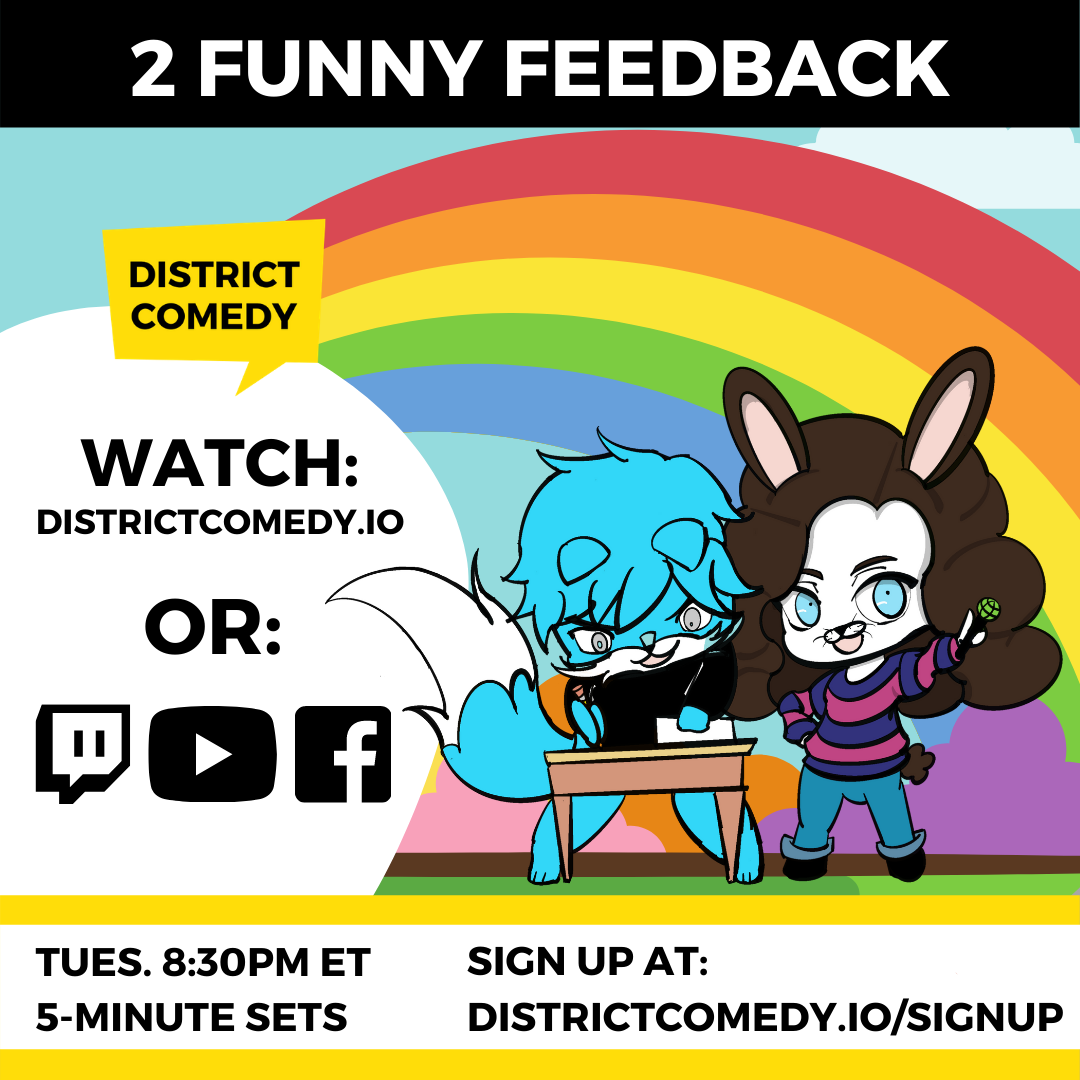 2 FUNNY FEEDBACK
DISTRICT
COMEDY
WATCH:
DISTRICTCOMEDY.IO
OR:
TUES. 8:30PM ET
5-MINUTE SETS
SIGN UP AT:
DISTRICTCOMEDY.IO/SIGNUP